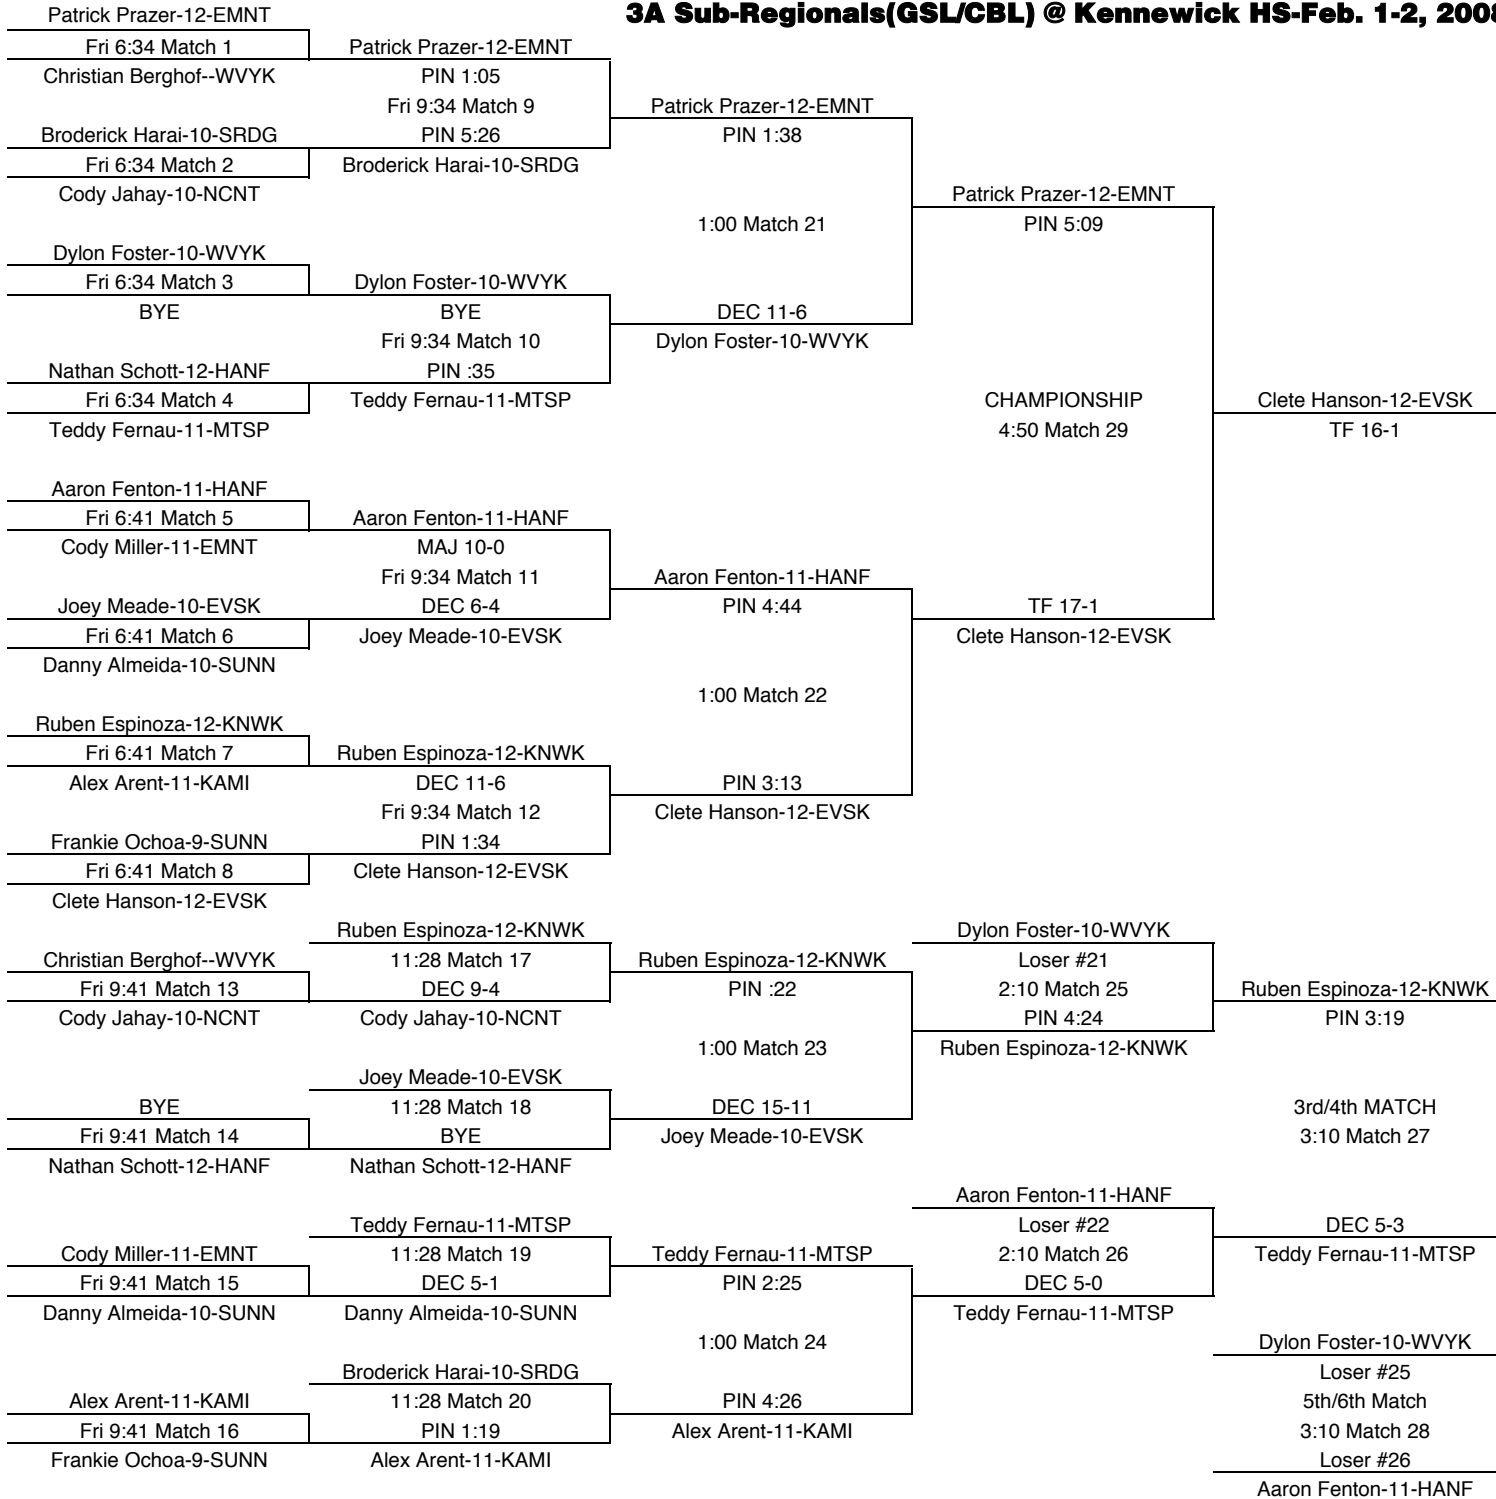 3A Sub-Regionals(GSL/CBL) @ Kennewick HS-Feb. 1-2, 2008
Patrick Prazer-12-EMNT
Fri 6:34 Match 1
Christian Berghof--WVYK
Broderick Harai-10-SRDG
Fri 6:34 Match 2
Cody Jahay-10-NCNT
Dylon Foster-10-WVYK
Fri 6:34 Match 3
BYE
Nathan Schott-12-HANF
Fri 6:34 Match 4
Teddy Fernau-11-MTSP
Aaron Fenton-11-HANF
Fri 6:41 Match 5
Cody Miller-11-EMNT
Joey Meade-10-EVSK
Fri 6:41 Match 6
Danny Almeida-10-SUNN
Ruben Espinoza-12-KNWK
Fri 6:41 Match 7
Alex Arent-11-KAMI
Frankie Ochoa-9-SUNN
Fri 6:41 Match 8
Clete Hanson-12-EVSK
Patrick Prazer-12-EMNT
PIN 1:05
Fri 9:34 Match 9
PIN 5:26
Broderick Harai-10-SRDG
Dylon Foster-10-WVYK
BYE
Fri 9:34 Match 10
PIN :35
Teddy Fernau-11-MTSP
Aaron Fenton-11-HANF
MAJ 10-0
Fri 9:34 Match 11
DEC 6-4
Joey Meade-10-EVSK
Ruben Espinoza-12-KNWK
DEC 11-6
Fri 9:34 Match 12
PIN 1:34
Clete Hanson-12-EVSK
Patrick Prazer-12-EMNT
PIN 1:38
1:00 Match 21
DEC 11-6
Dylon Foster-10-WVYK
Aaron Fenton-11-HANF
PIN 4:44
1:00 Match 22
PIN 3:13
Clete Hanson-12-EVSK
Patrick Prazer-12-EMNT
PIN 5:09
CHAMPIONSHIP
4:50 Match 29
TF 17-1
Clete Hanson-12-EVSK
Clete Hanson-12-EVSK
TF 16-1
Christian Berghof--WVYK
Fri 9:41 Match 13
Cody Jahay-10-NCNT
BYE
Fri 9:41 Match 14
Nathan Schott-12-HANF
Cody Miller-11-EMNT
Fri 9:41 Match 15
Danny Almeida-10-SUNN
Alex Arent-11-KAMI
Fri 9:41 Match 16
Frankie Ochoa-9-SUNN
Ruben Espinoza-12-KNWK
11:28 Match 17
DEC 9-4
Cody Jahay-10-NCNT
Joey Meade-10-EVSK
11:28 Match 18
BYE
Nathan Schott-12-HANF
Teddy Fernau-11-MTSP
11:28 Match 19
DEC 5-1
Danny Almeida-10-SUNN
Broderick Harai-10-SRDG
11:28 Match 20
PIN 1:19
Alex Arent-11-KAMI
Ruben Espinoza-12-KNWK
PIN :22
1:00 Match 23
DEC 15-11
Joey Meade-10-EVSK
Teddy Fernau-11-MTSP
PIN 2:25
1:00 Match 24
PIN 4:26
Alex Arent-11-KAMI
Dylon Foster-10-WVYK
Loser #21
2:10 Match 25
PIN 4:24
Ruben Espinoza-12-KNWK
Aaron Fenton-11-HANF
Loser #22
2:10 Match 26
DEC 5-0
Teddy Fernau-11-MTSP
Ruben Espinoza-12-KNWK
PIN 3:19
3rd/4th MATCH
3:10 Match 27
DEC 5-3
Teddy Fernau-11-MTSP
Dylon Foster-10-WVYK
Loser #25
5th/6th Match
3:10 Match 28
Loser #26
Aaron Fenton-11-HANF